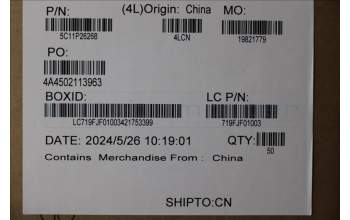 P/N: (4L)Origin: China MO:
5C11P26268 4LCN 19821779
PO:
4A4502113963
BOXID: LC P/N:
LC719FJF01003421753399 719FJF01003
DATE: 2024/5/26 10:19:01 QTY:
50
Contains Merchandise From : China
SHIPTO:CN